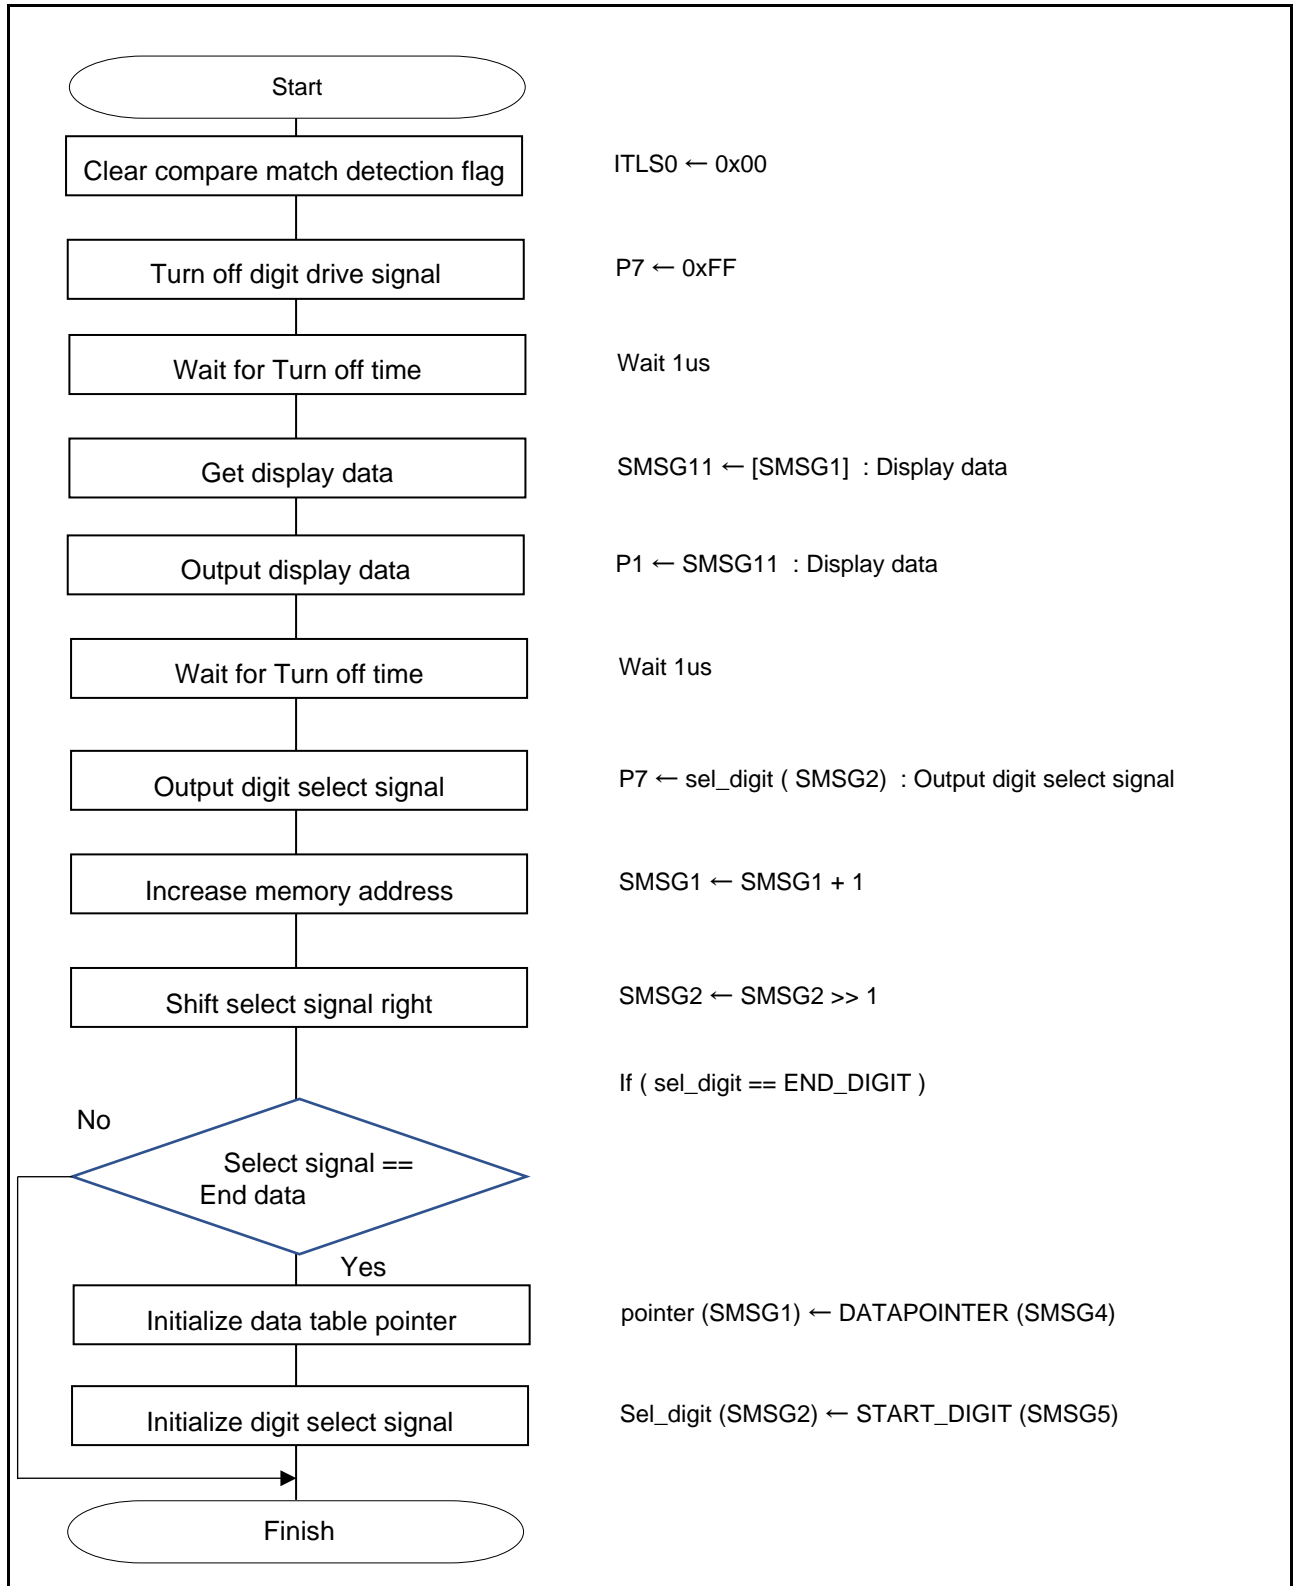 Start
Clear compare match detection flag
ITLS0 ← 0x00
Turn off digit drive signal
P7 ← 0xFF
Wait for Turn off time
Wait 1us
Get display data
SMSG11 ← [SMSG1]  : Display data
Output display data
P1 ← SMSG11  : Display data
Wait for Turn off time
Wait 1us
Output digit select signal
P7 ← sel_digit ( SMSG2)  : Output digit select signal
Increase memory address
SMSG1 ← SMSG1 + 1
Shift select signal right
SMSG2 ← SMSG2 >> 1
If ( sel_digit == END_DIGIT )
No
Select signal ==
End data
Yes
Initialize data table pointer
pointer (SMSG1) ← DATAPOINTER (SMSG4)
Initialize digit select signal
Sel_digit (SMSG2) ← START_DIGIT (SMSG5)
Finish